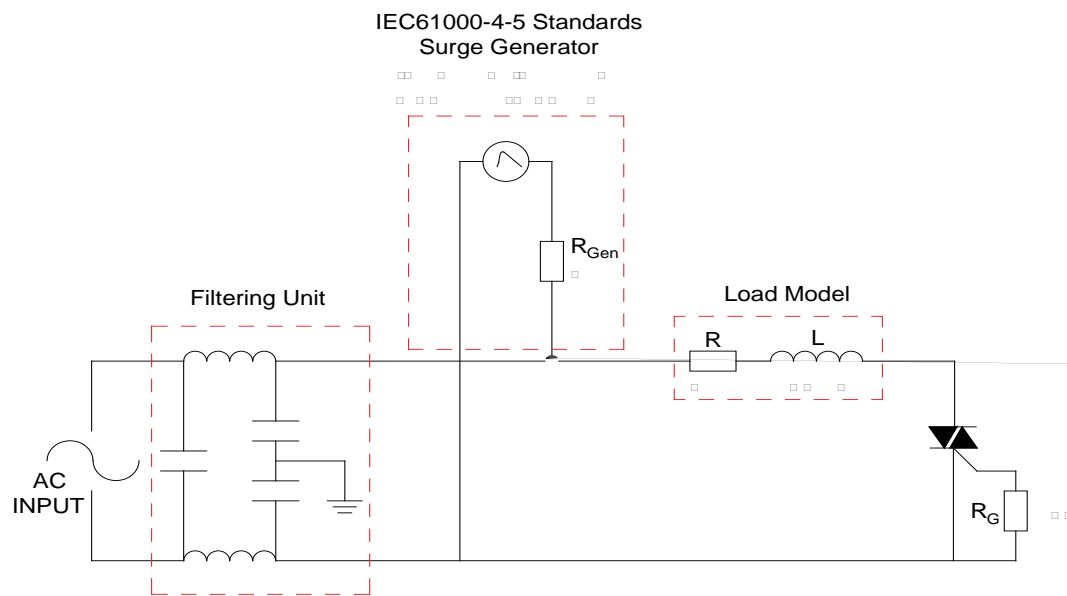 IEC61000-4-5 Standards
Surge Generator
R_Gen
Filtering Unit
Load Model
R
L
AC
INPUT
R_G